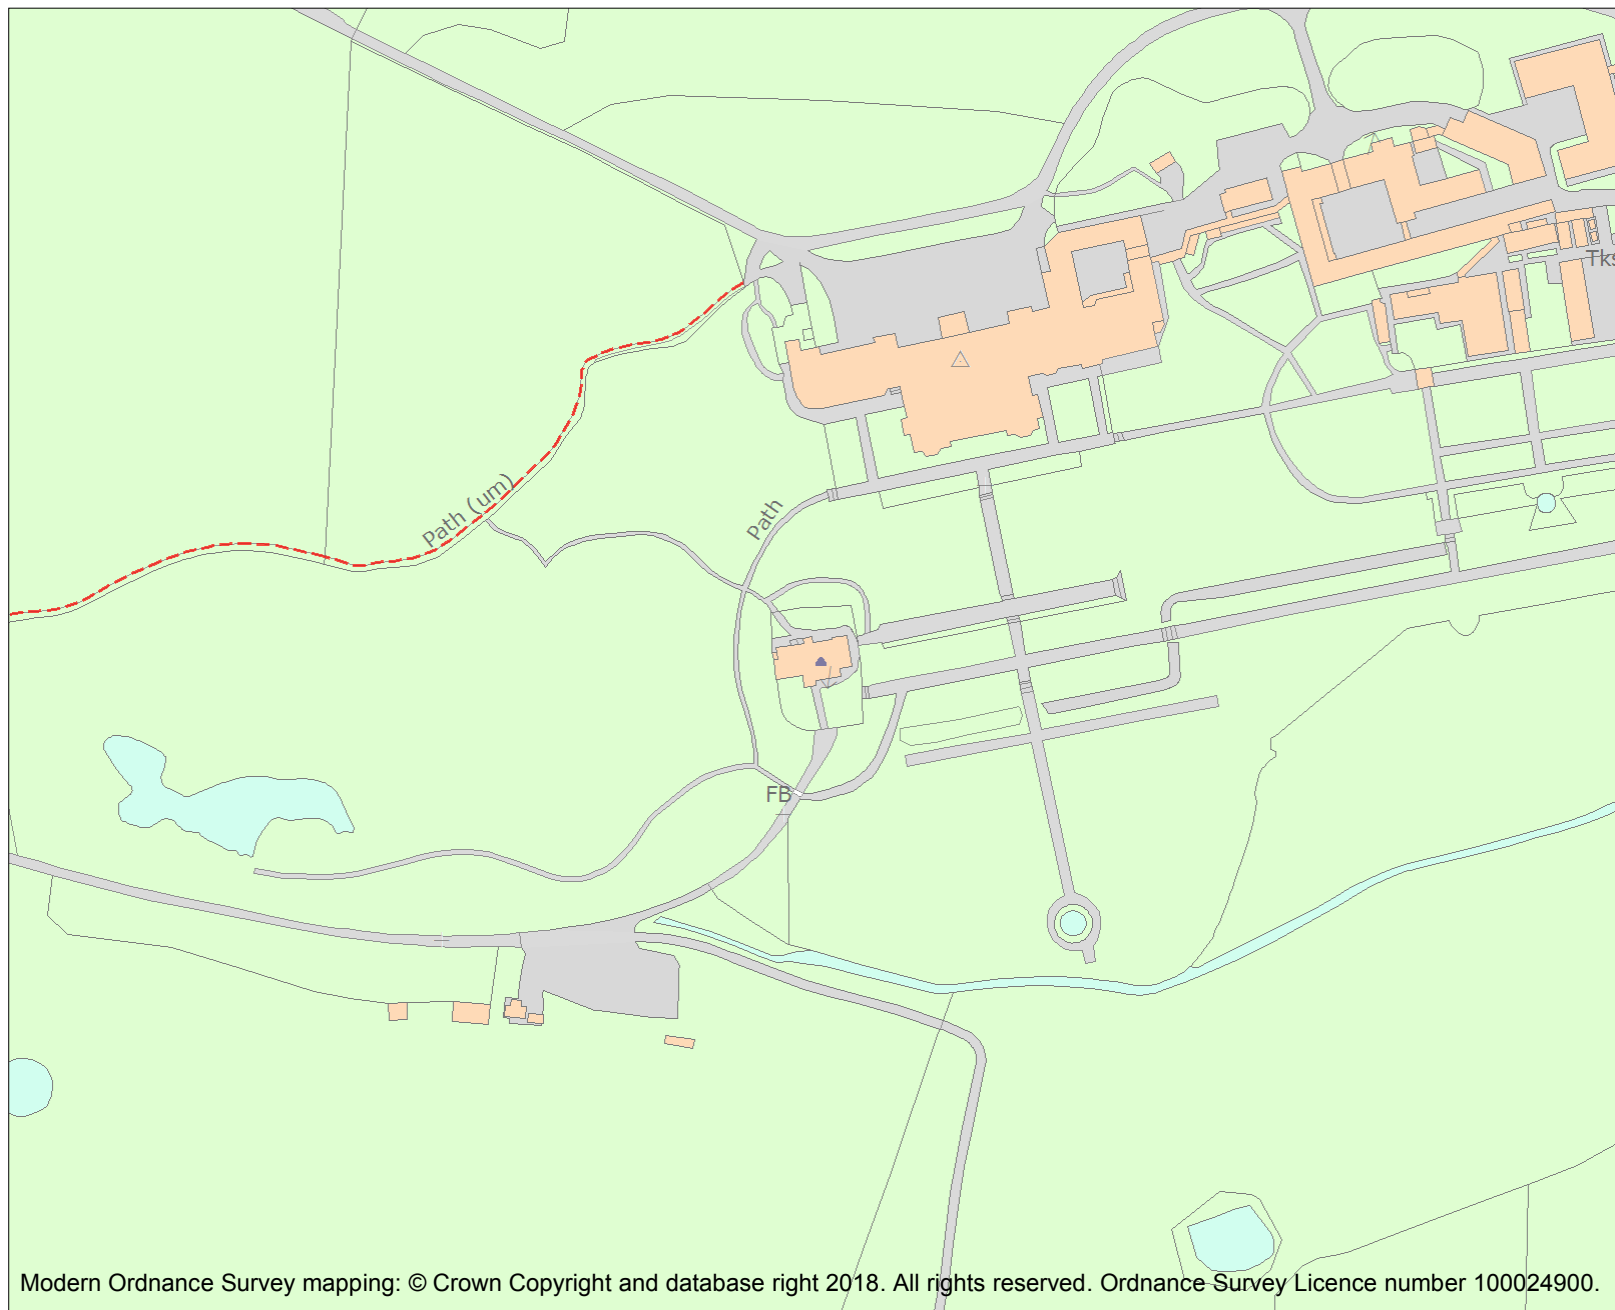 Tks
Path (um)
Path
FB
Modern Ordnance Survey mapping: © Crown Copyright and database right 2018. All rights reserved. Ordnance Survey Licence number 100024900.